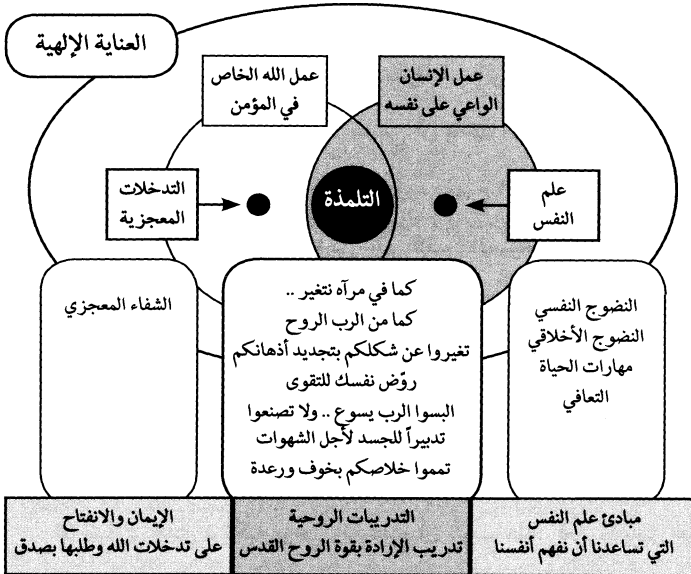 العناية الإلهية
عمل الإنسان
الواعي على نفسه
عمل الله الخاص
في المؤمن
علم
النفس
التلمذة
التدخلات
المعجزية
النضوج النفسي
النضوج الأخلاقي
مهارات الحياة
التعافي
كما في مرآه نتغير ..
كما من الرب الروح
تغيروا عن شكلكم بتجديد أذهانكم
روّض نفسك للتقوى
البسوا الرب يسوع .. ولا تصنعوا
تدبيراً للجسد لأجل الشهوات
تمموا خلاصكم بخوف ورعدة
الشفاء المعجزي
مبادئ علم النفس
التي تساعدنا أن نفهم أنفسنا
التدريبات الروحية
تدريب الإرادة بقوة الروح القدس
الإيمان والانفتاح
على تدخلات الله وطلبها بصدق